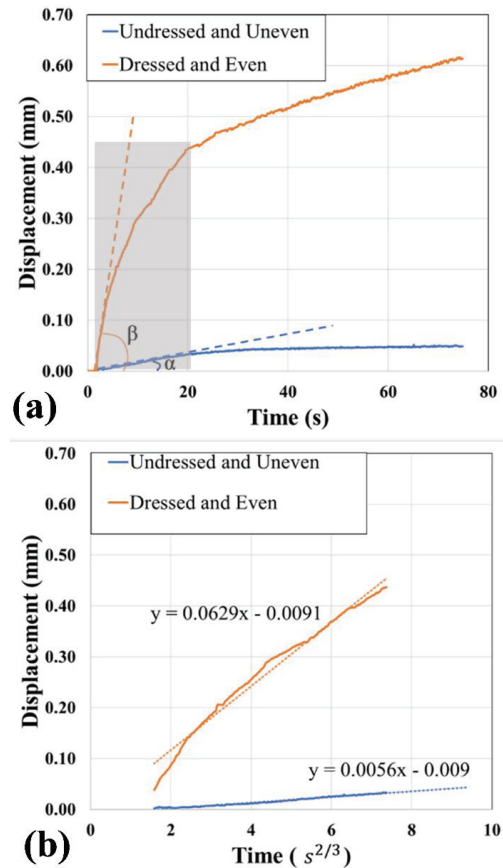 0.70
0.60
0.50
0.40
0.30
0.20
0.10
0.00
Displacement (mm)
Undressed and Uneven
Dressed and Even
β
α
0
20
40
60
80
Time (s)
(a)
0.70
0.60
0.50
0.40
0.30
0.20
0.10
0.00
Displacement (mm)
Undressed and Uneven
Dressed and Even
y = 0.0629x - 0.0091
y = 0.0056x - 0.009
0
2
4
6
8
10
Time ( s^{2/3} )
(b)